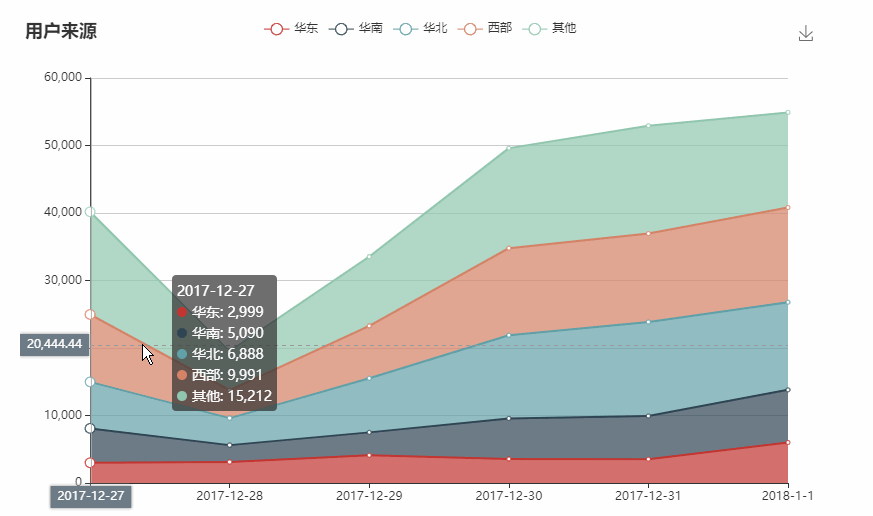 用户来源
华东 华南 华北 西部 其他
60,000
50,000
40,000
30,000
2017-12-27
华东: 2,999
华南: 5,090
20,444.44
华北: 6,888
西部: 9,991
其他: 15,212
10,000
0
2017-12-27 2017-12-28 2017-12-29 2017-12-30 2017-12-31 2018-1-1